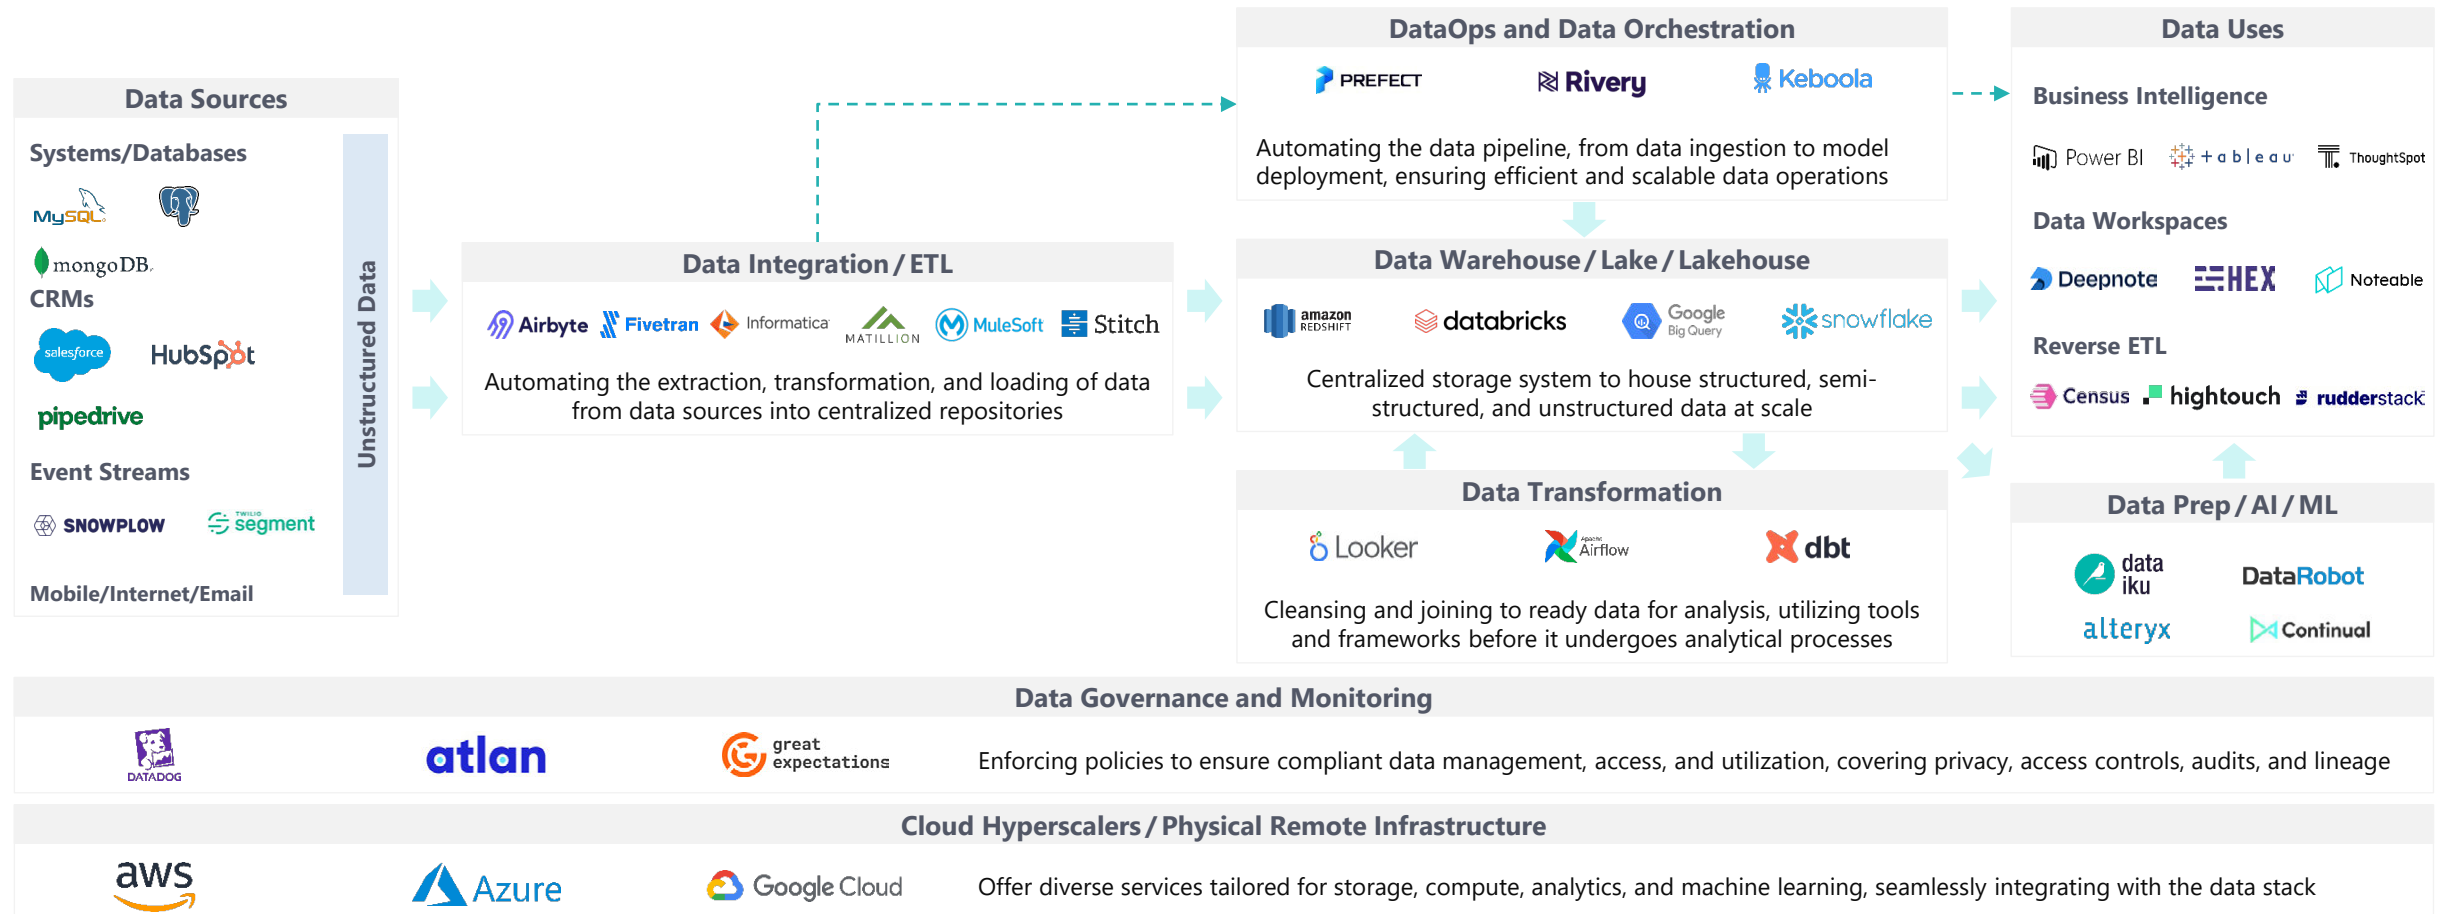 Data Sources
Systems/Databases
MySQL
mongoDB
CRMs
salesforce
HubSpot
pipedrive
Event Streams
SNOWPLOW
TWILIO
segment
Mobile/Internet/Email
Unstructured Data
Data Integration / ETL
Airbyte
Fivetran
Informatica
MATILLION
MuleSoft
Stitch
Automating the extraction, transformation, and loading of data
from data sources into centralized repositories
DataOps and Data Orchestration
PREFECT
Rivery
Keboola
Automating the data pipeline, from data ingestion to model
deployment, ensuring efficient and scalable data operations
Data Warehouse / Lake / Lakehouse
amazon
REDSHIFT
databricks
Google
Big Query
snowflake
Centralized storage system to house structured, semi-
structured, and unstructured data at scale
Data Transformation
Looker
Apache
Airflow
dbt
Cleansing and joining to ready data for analysis, utilizing tools
and frameworks before it undergoes analytical processes
Data Uses
Business Intelligence
Power BI
+ableau
ThoughtSpot
Data Workspaces
Deepnote
HEX
Noteable
Reverse ETL
Census
hightouch
rudderstack
Data Prep / AI / ML
data
iku
DataRobot
alteryx
Continual
Data Governance and Monitoring
DATADOG
atlan
great
expectations
Enforcing policies to ensure compliant data management, access, and utilization, covering privacy, access controls, audits, and lineage
Cloud Hyperscalers / Physical Remote Infrastructure
aws
Azure
Google Cloud
Offer diverse services tailored for storage, compute, analytics, and machine learning, seamlessly integrating with the data stack